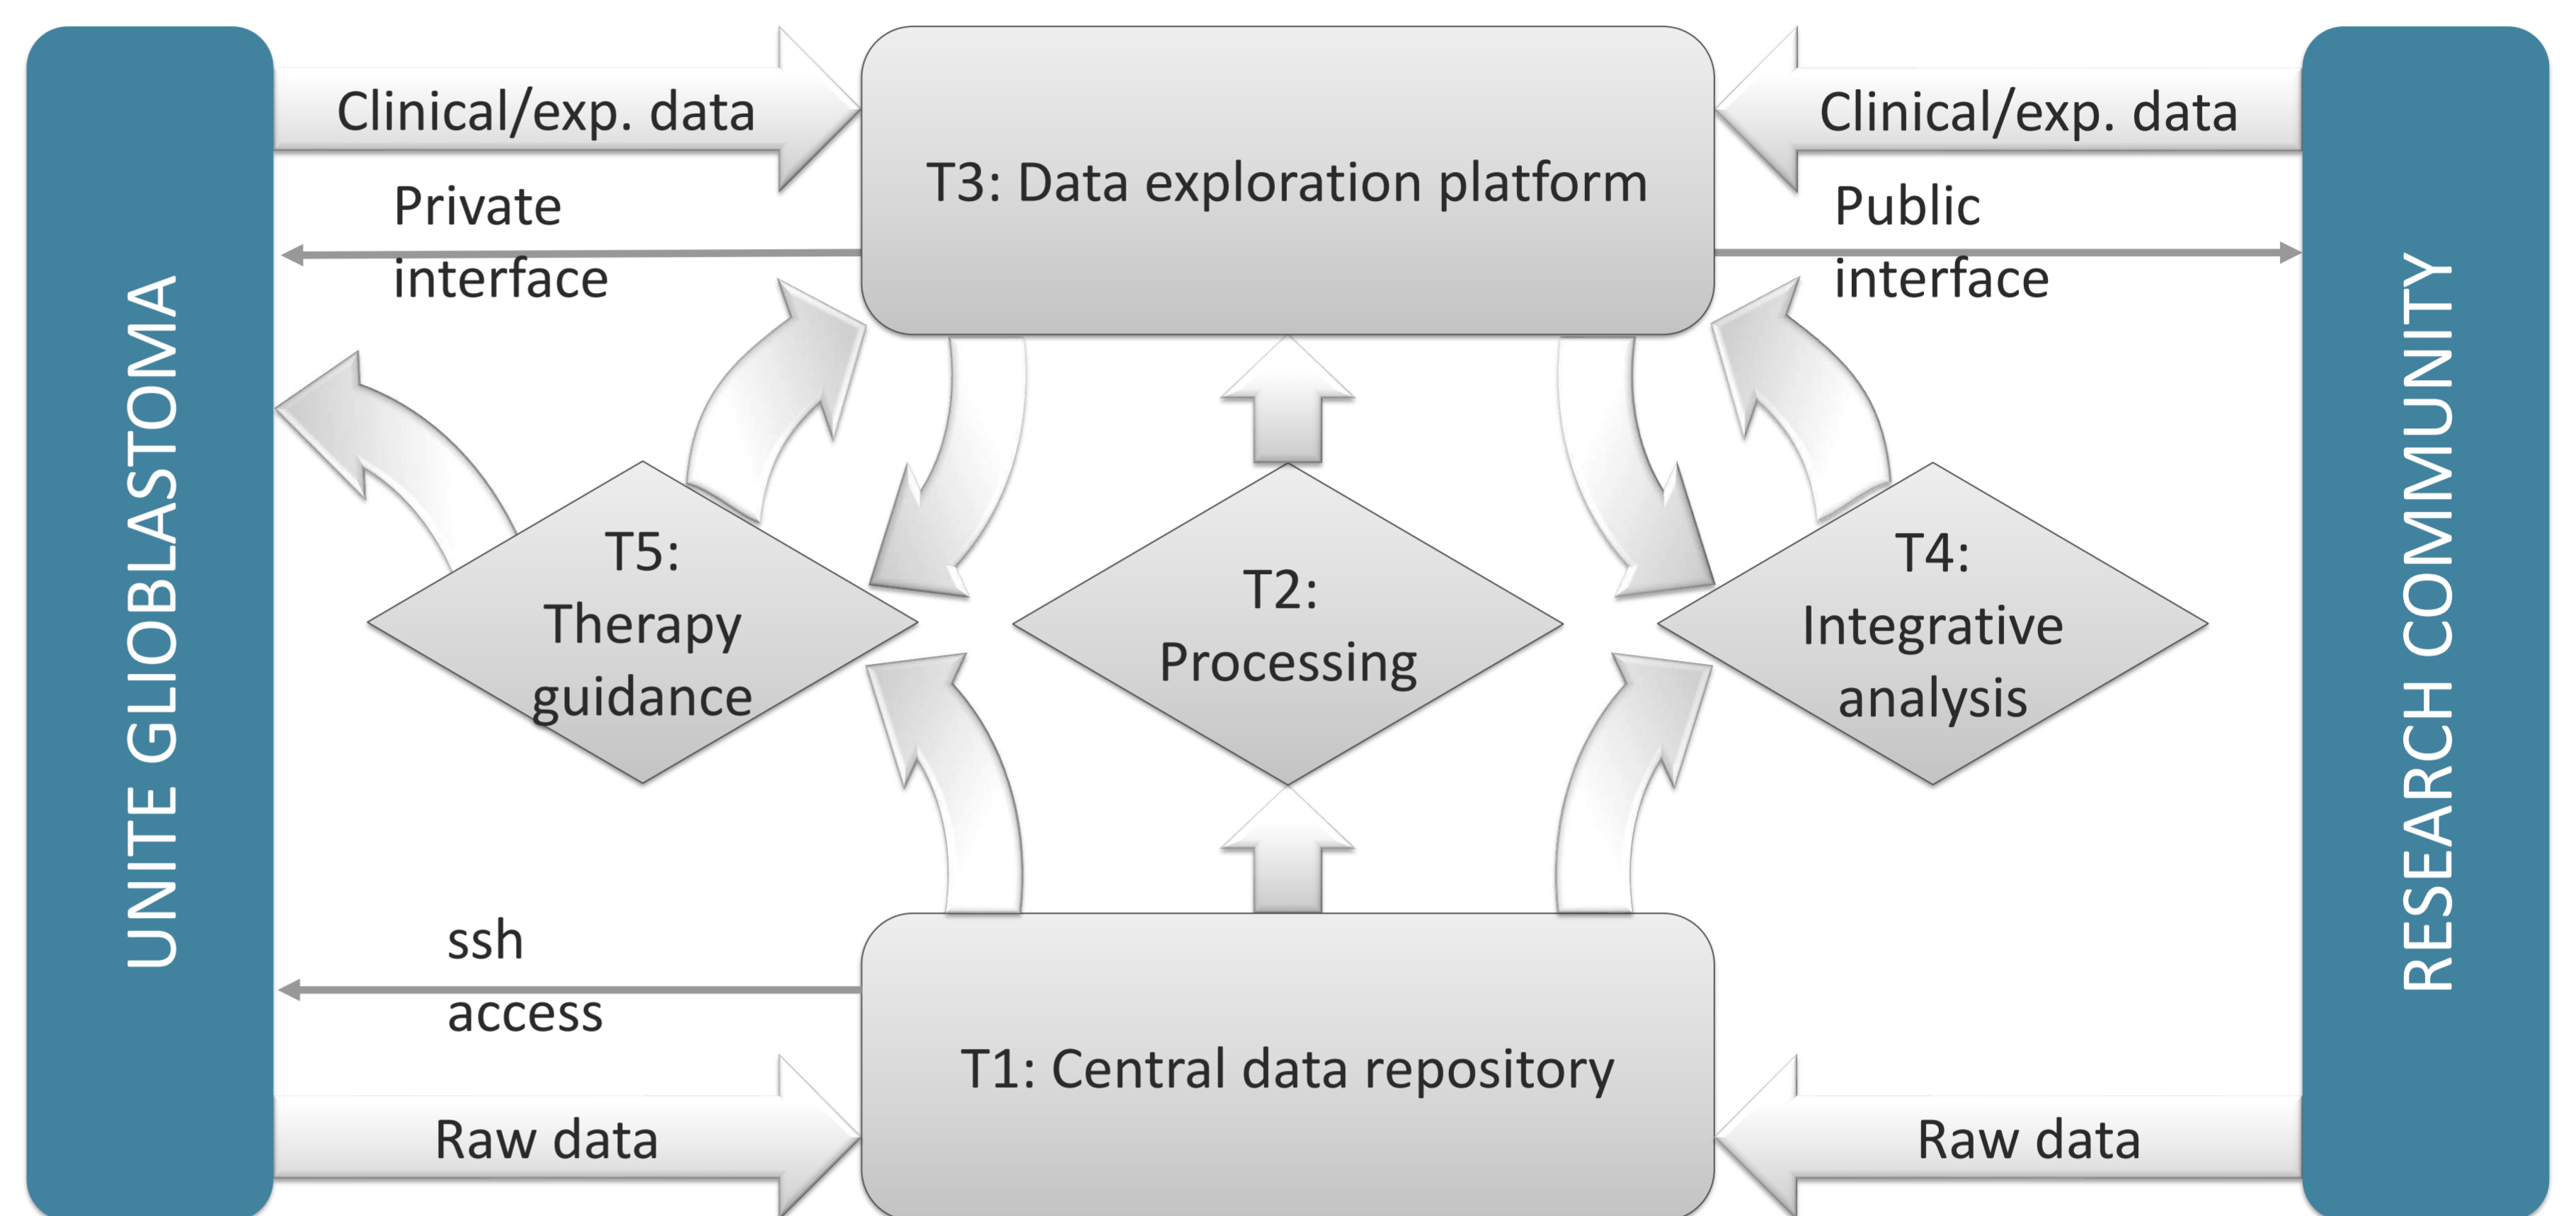 UNITE GLIOBLASTOMA
Clinical/exp. data
Private
interface
T3: Data exploration platform
Clinical/exp. data
Public
interface
T5:
Therapy
guidance
T2:
Processing
T4:
Integrative
analysis
ssh
access
Raw data
T1: Central data repository
Raw data
RESEARCH COMMUNITY